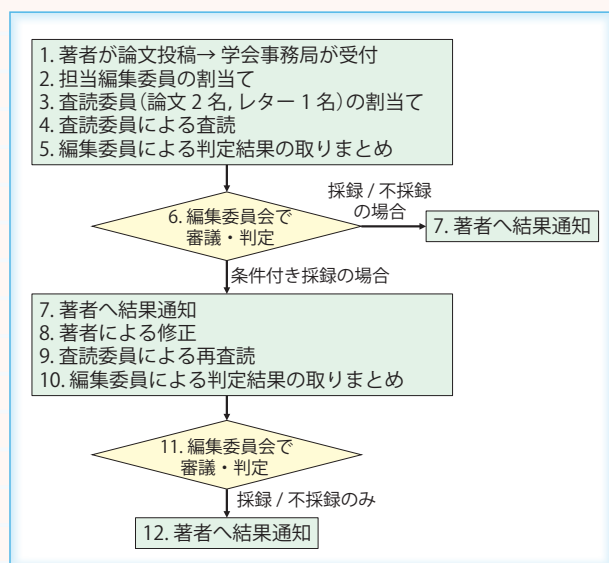 1. 著者が論文投稿→ 学会事務局が受付
2. 担当編集委員の割当て
3. 査読委員（論文 2 名, レター 1 名）の割当て
4. 査読委員による査読
5. 編集委員による判定結果の取りまとめ
6. 編集委員会で
審議・判定
採録 / 不採録
の場合
7. 著者へ結果通知
条件付き採録の場合
7. 著者へ結果通知
8. 著者による修正
9. 査読委員による再査読
10. 編集委員による判定結果の取りまとめ
11. 編集委員会で
審議・判定
採録 / 不採録のみ
12. 著者へ結果通知